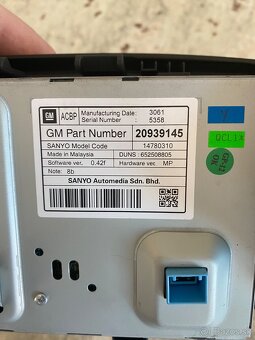 GM ACBP Manufacturing Date: 3061
Serial Number 5358
GM Part Number 20939145
SANYO Model Code 14780310
Made in Malaysia DUNS : 652508805
Software ver. 0.42f Hardware ver. MP
Note: 8b
SANYO Automedia Sdn. Bhd.
Y
OK